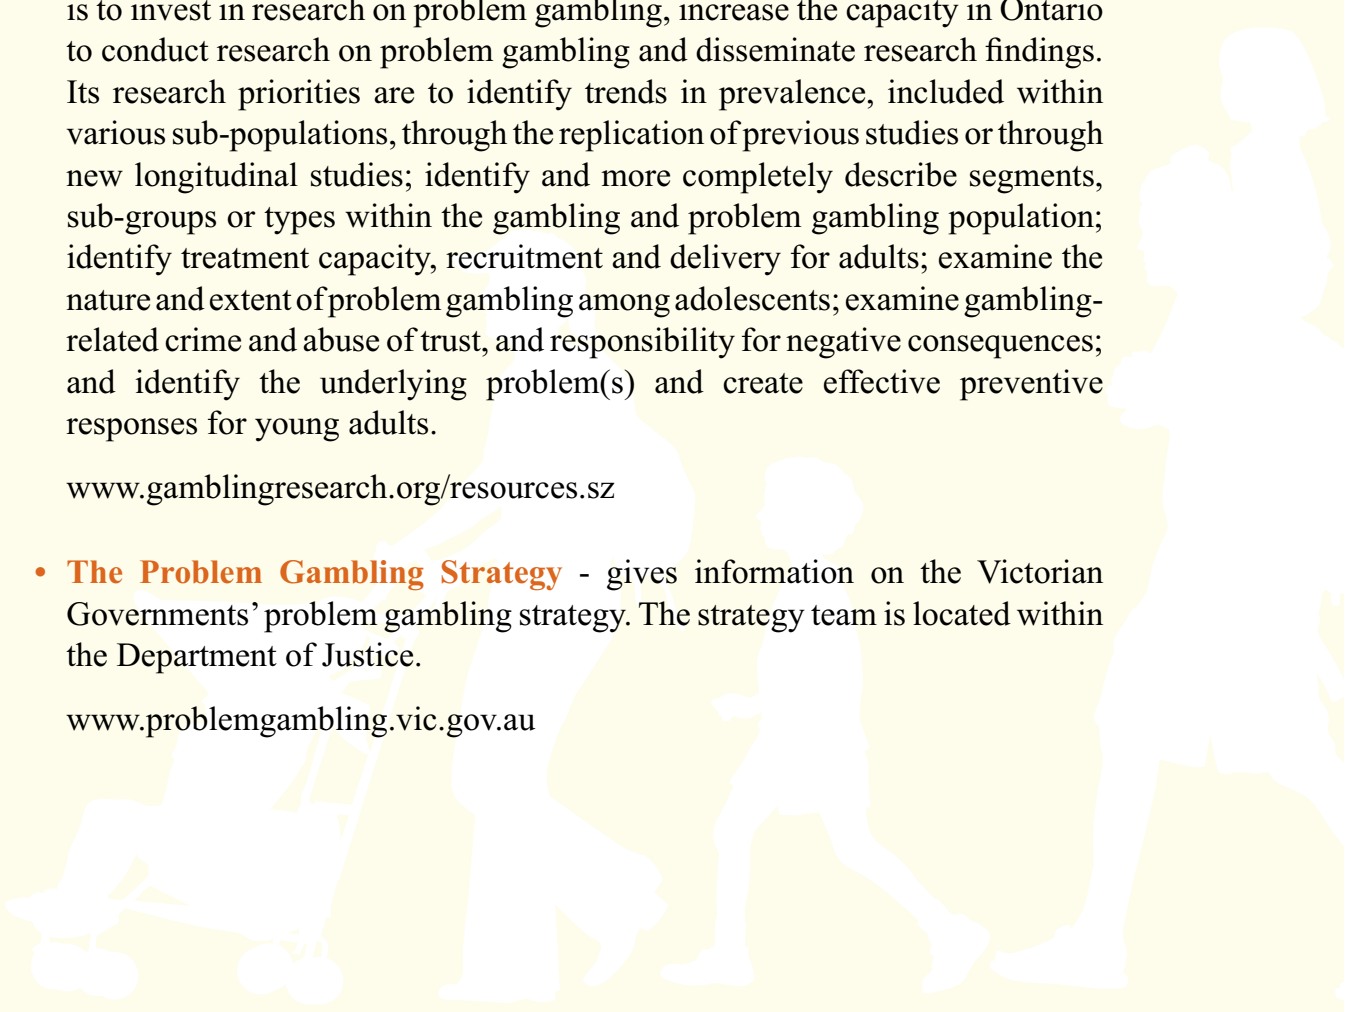 is to invest in research on problem gambling, increase the capacity in Ontario
to conduct research on problem gambling and disseminate research findings.
Its research priorities are to identify trends in prevalence, included within
various sub-populations, through the replication of previous studies or through
new longitudinal studies; identify and more completely describe segments,
sub-groups or types within the gambling and problem gambling population;
identify treatment capacity, recruitment and delivery for adults; examine the
nature and extent of problem gambling among adolescents; examine gambling-
related crime and abuse of trust, and responsibility for negative consequences;
and identify the underlying problem(s) and create effective preventive
responses for young adults.
www.gamblingresearch.org/resources.sz
• The Problem Gambling Strategy - gives information on the Victorian
Governments’ problem gambling strategy. The strategy team is located within
the Department of Justice.
www.problemgambling.vic.gov.au